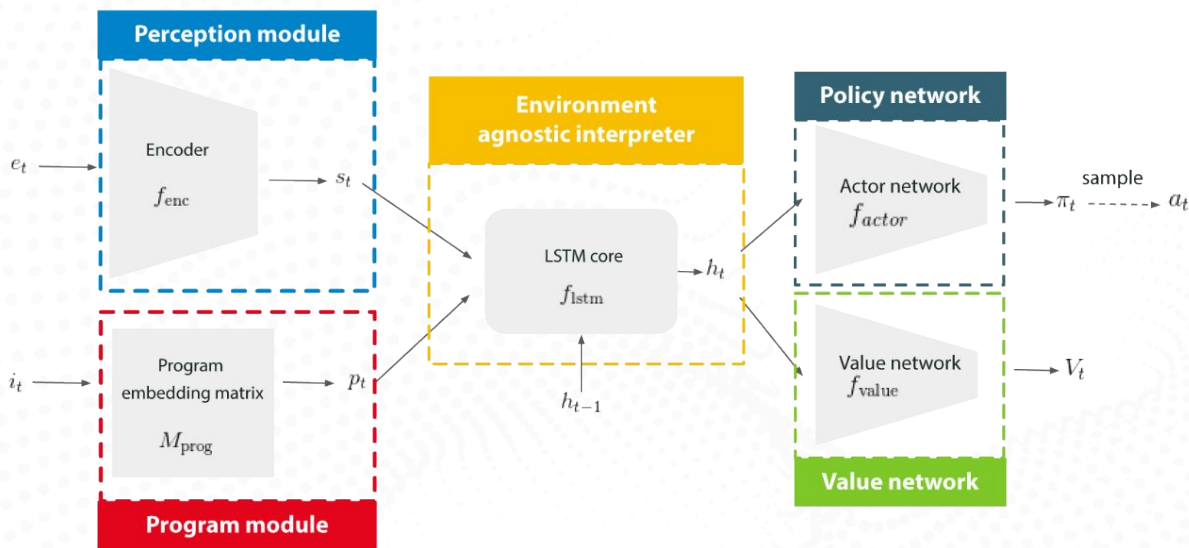 Perception module
Encoder
f_enc
e_t
s_t
Program module
Program
embedding matrix
M_prog
i_t
p_t
Environment
agnostic interpreter
LSTM core
f_lstm
h_t
h_{t-1}
Policy network
Actor network
f_actor
π_t
sample
a_t
Value network
f_value
V_t
Value network